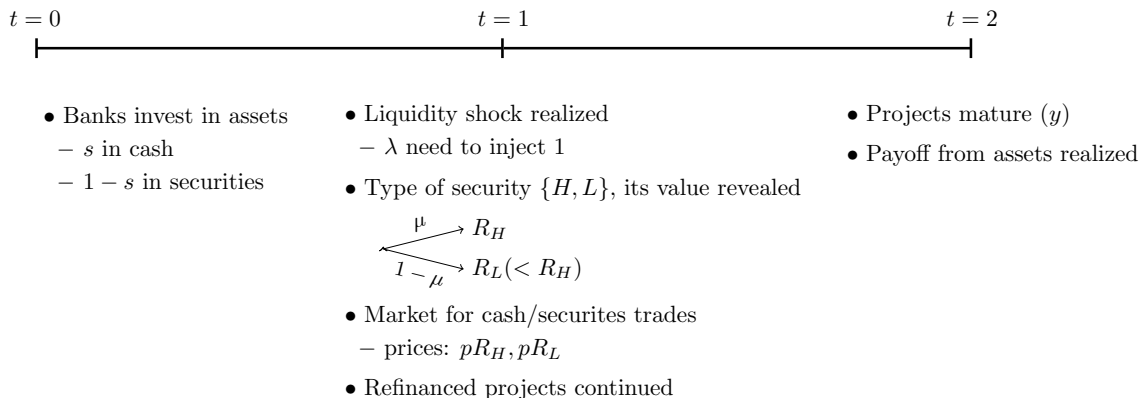 t = 0
t = 1
t = 2
• Banks invest in assets
– s in cash
– 1 − s in securities
• Liquidity shock realized
– λ need to inject 1
• Type of security {H, L}, its value revealed
μ
R_H
1 − μ
R_L(< R_H)
• Market for cash/securites trades
– prices: pR_H, pR_L
• Refinanced projects continued
• Projects mature (y)
• Payoff from assets realized